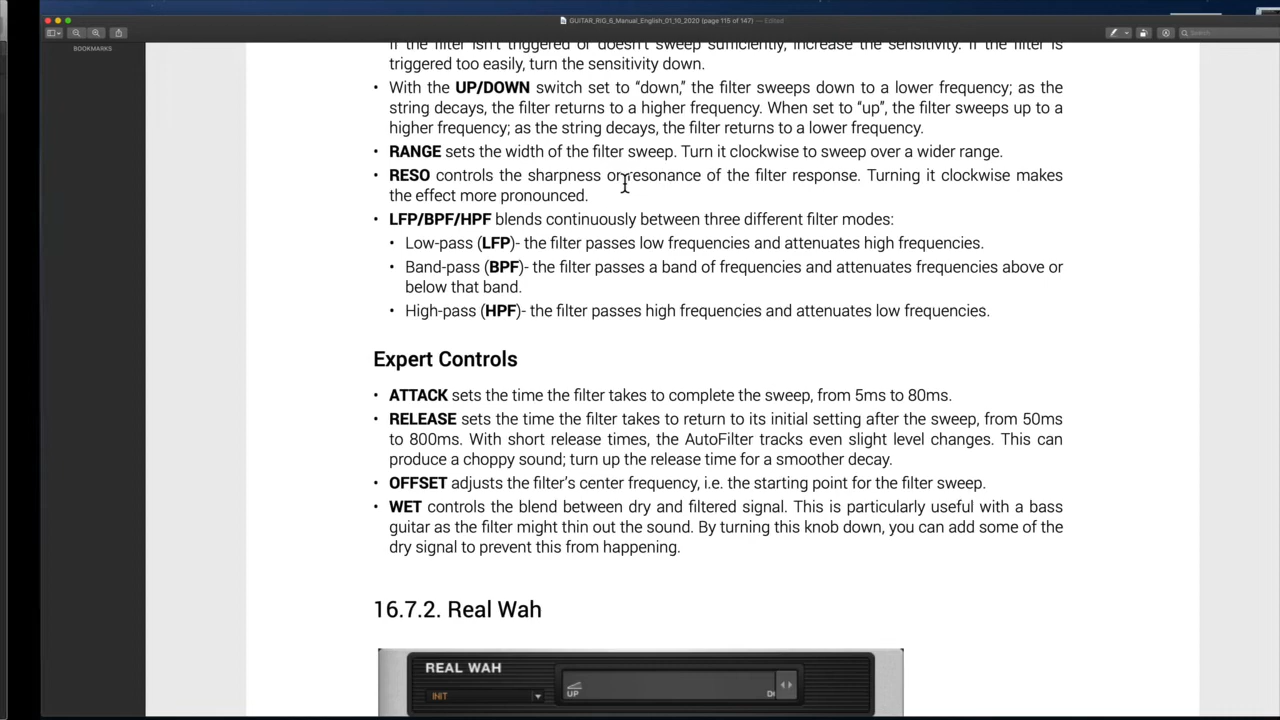 GUITAR_RIG_6_Manual_English_01_10_2020 (page 115 of 147) — Edited
Search
BOOKMARKS
If the filter isn't triggered or doesn't sweep sufficiently, increase the sensitivity. If the filter is
triggered too easily, turn the sensitivity down.
• With the UP/DOWN switch set to “down,” the filter sweeps down to a lower frequency; as the
string decays, the filter returns to a higher frequency. When set to “up”, the filter sweeps up to a
higher frequency; as the string decays, the filter returns to a lower frequency.
• RANGE sets the width of the filter sweep. Turn it clockwise to sweep over a wider range.
• RESO controls the sharpness or resonance of the filter response. Turning it clockwise makes
the effect more pronounced.
• LFP/BPF/HPF blends continuously between three different filter modes:
• Low-pass (LFP)- the filter passes low frequencies and attenuates high frequencies.
• Band-pass (BPF)- the filter passes a band of frequencies and attenuates frequencies above or
below that band.
• High-pass (HPF)- the filter passes high frequencies and attenuates low frequencies.
Expert Controls
• ATTACK sets the time the filter takes to complete the sweep, from 5ms to 80ms.
• RELEASE sets the time the filter takes to return to its initial setting after the sweep, from 50ms
to 800ms. With short release times, the AutoFilter tracks even slight level changes. This can
produce a choppy sound; turn up the release time for a smoother decay.
• OFFSET adjusts the filter’s center frequency, i.e. the starting point for the filter sweep.
• WET controls the blend between dry and filtered signal. This is particularly useful with a bass
guitar as the filter might thin out the sound. By turning this knob down, you can add some of the
dry signal to prevent this from happening.
16.7.2. Real Wah
REAL WAH
INIT
UP